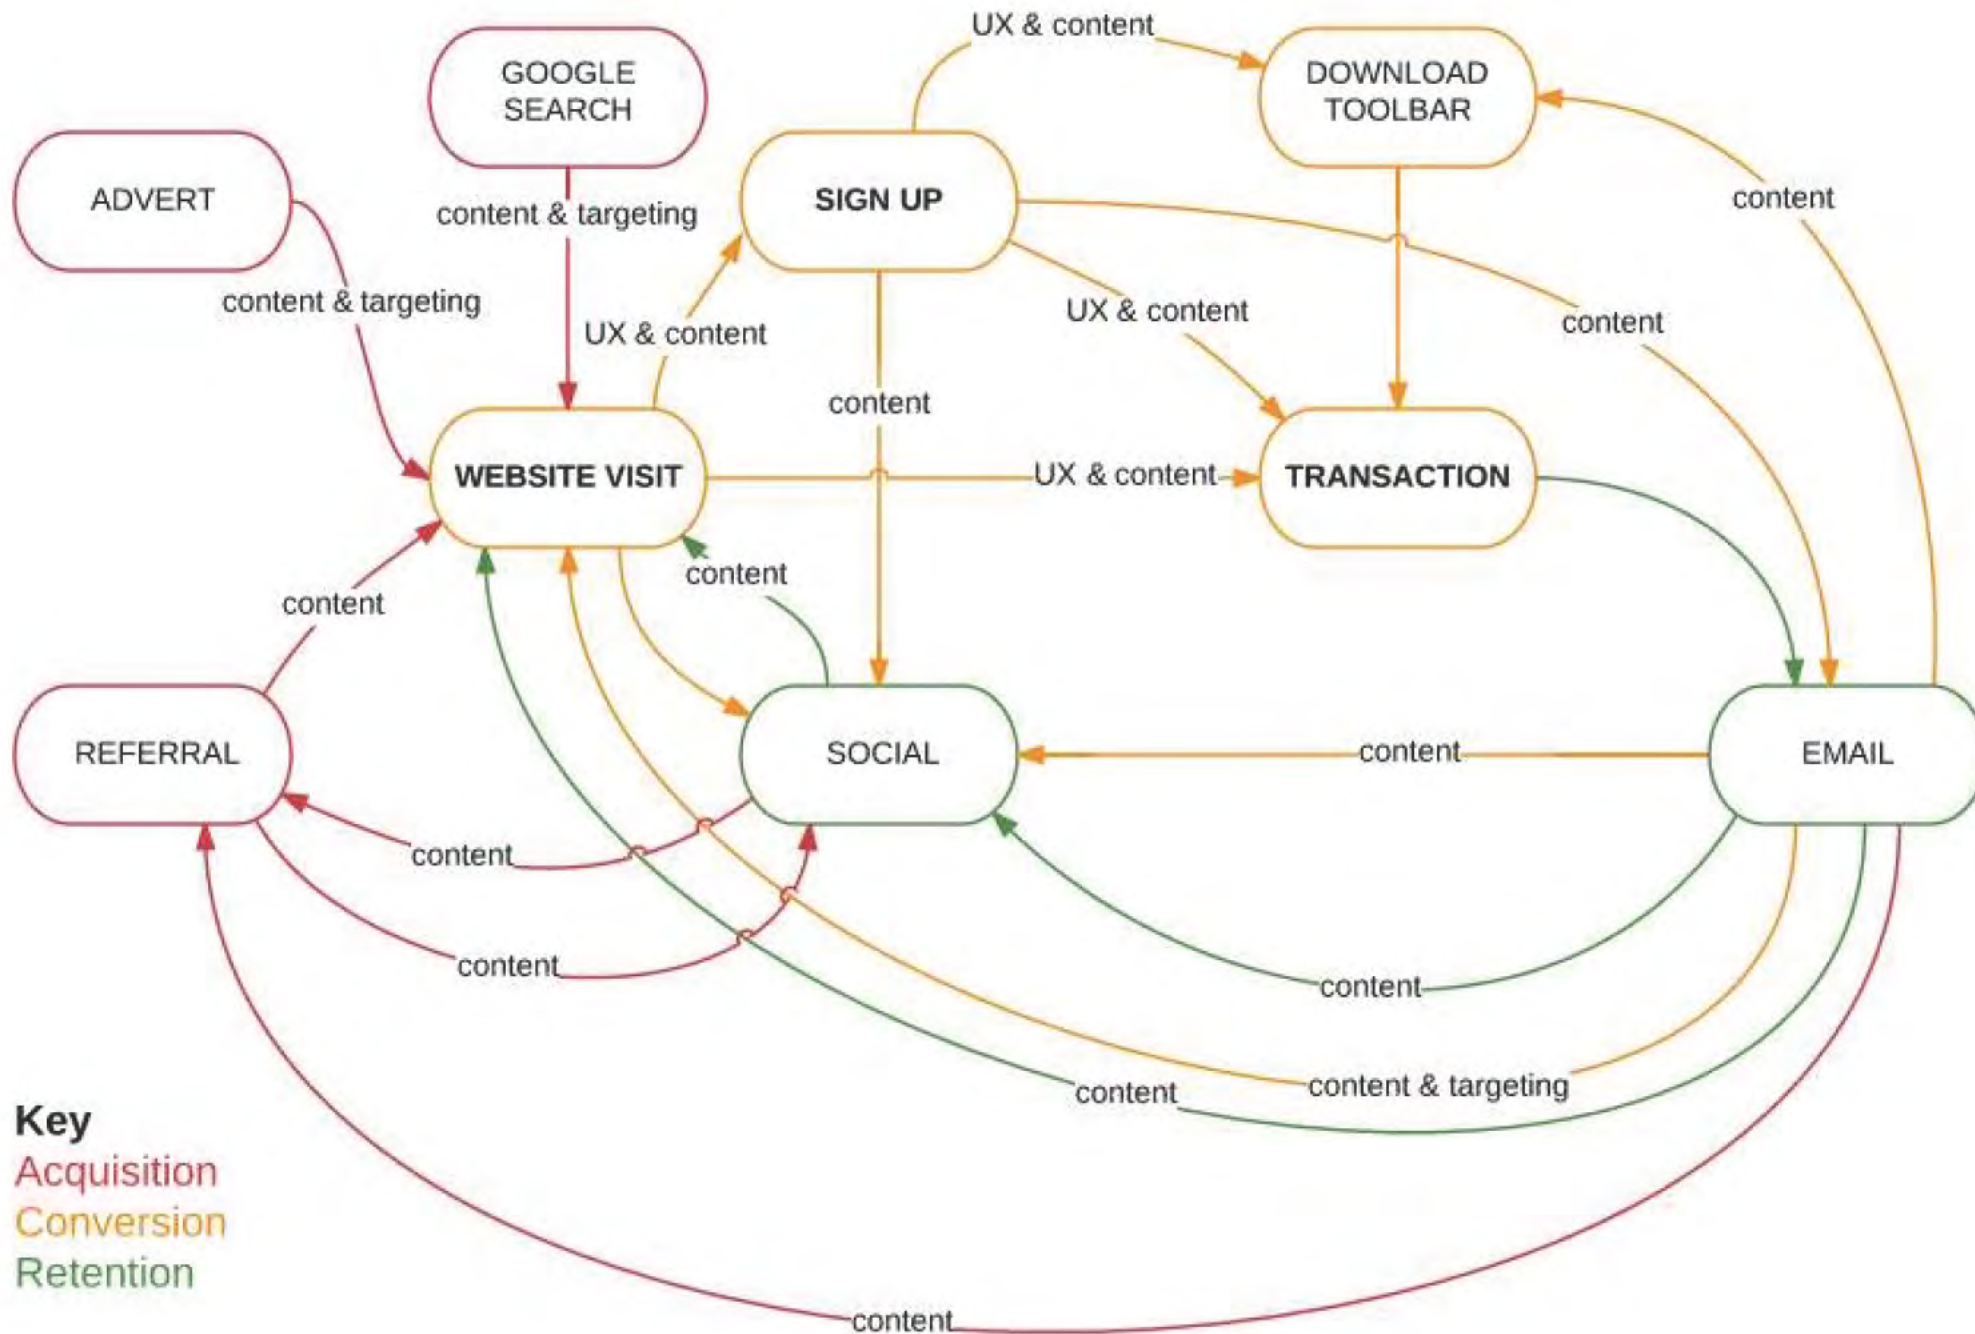 UX & content
GOOGLE
SEARCH
DOWNLOAD
TOOLBAR
ADVERT
content & targeting
SIGN UP
content
content & targeting
UX & content
UX & content
content
content
WEBSITE VISIT
UX & content
TRANSACTION
content
content
REFERRAL
SOCIAL
content
EMAIL
content
content
content
content & targeting
content
Key
Acquisition
Conversion
Retention
content